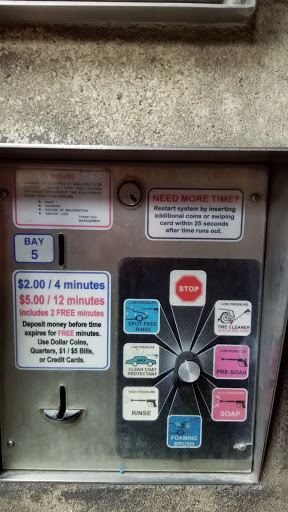 REFUNDS
BAY
5
NEED MORE TIME?
Restart system by inserting
additional coins or swiping
card within 25 seconds
after time runs out.
$2.00 / 4 minutes
$5.00 / 12 minutes
includes 2 FREE minutes
Deposit money before time
expires for FREE minutes.
Use Dollar Coins,
Quarters, $1 / $5 Bills,
or Credit Cards.
STOP
LOW PRESSURE
SPOT FREE
RINSE
LOW PRESSURE
TIRE CLEANER
LOW PRESSURE
CLEAR COAT
PROTECTANT
LOW PRESSURE
PRE-SOAK
HIGH PRESSURE
RINSE
HIGH PRESSURE
SOAP
FOAMING
BRUSH